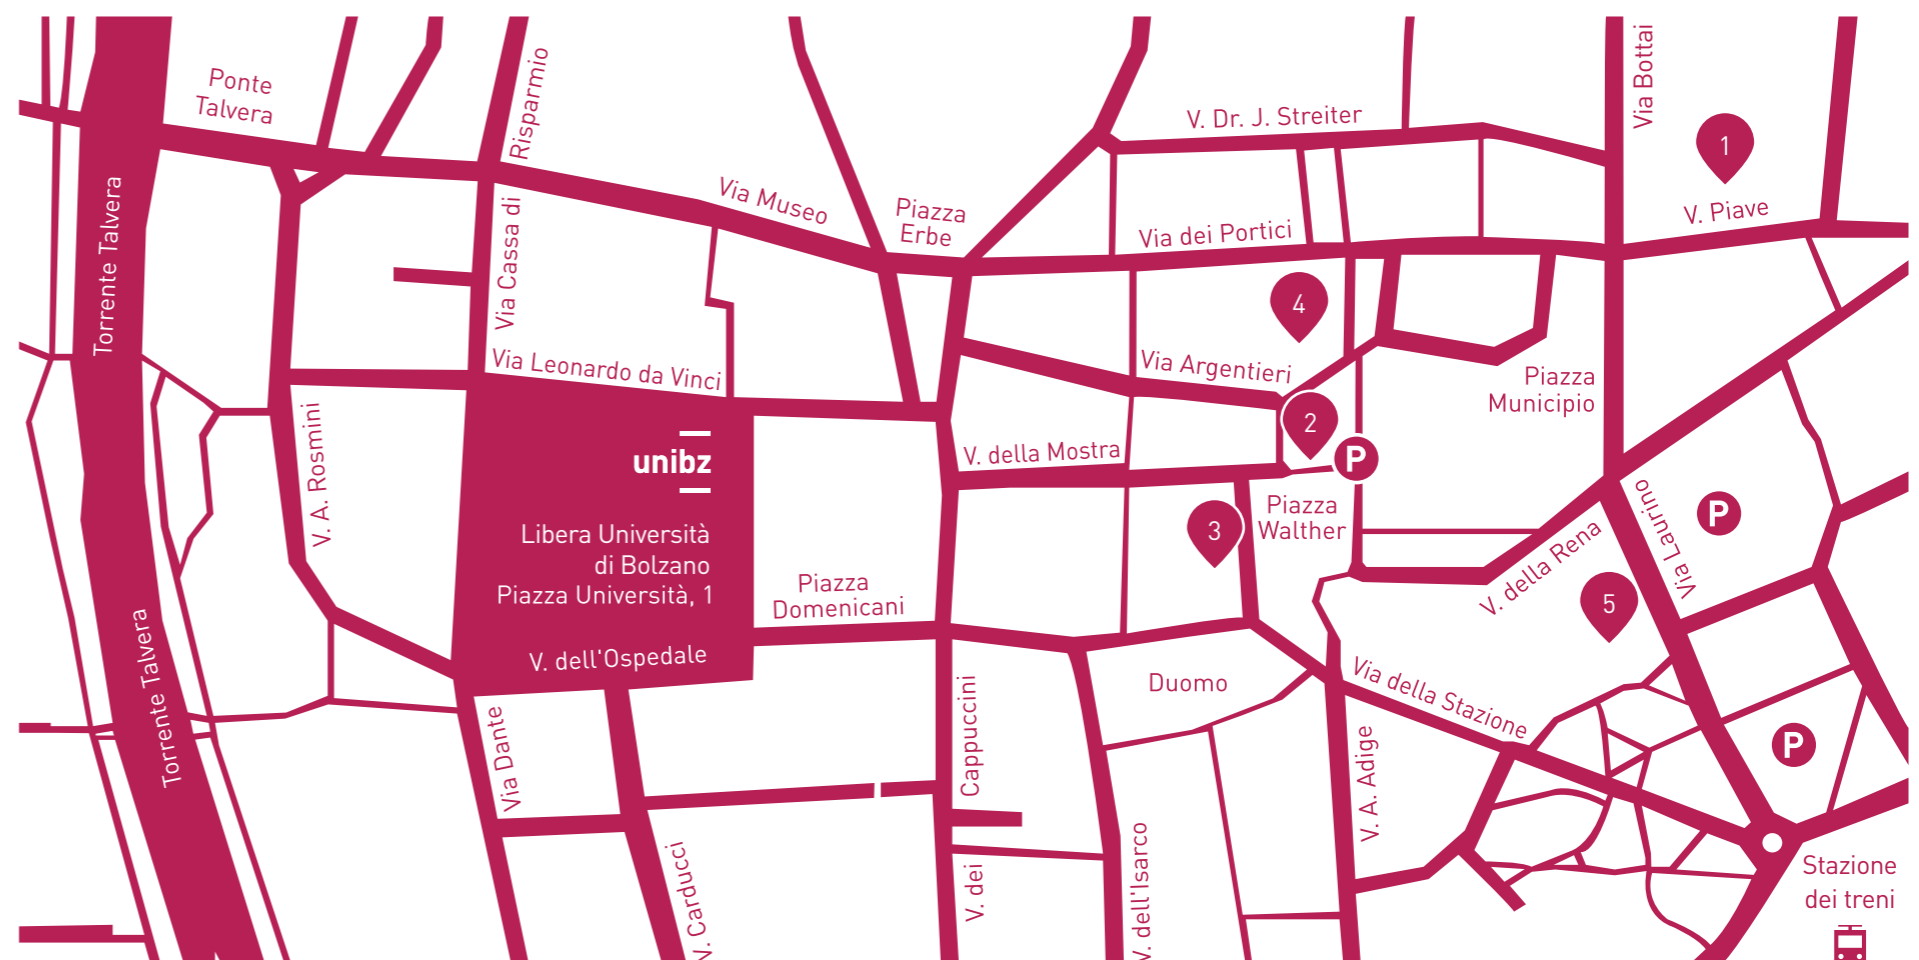 Ponte
Talvera
Via Cassa di Risparmio
Via Museo
Piazza
Erbe
V. Dr. J. Streiter
Via Bottai
1
V. Piave
Via dei Portici
Torrente Talvera
4
Via Leonardo da Vinci
Via Argentieri
Piazza
Municipio
2
V. A. Rosmini
unibz
V. della Mostra
P
Libera Università
di Bolzano
Piazza Università, 1
3
Piazza
Walther
V. della Rena
Via Laurino
P
Piazza
Domenicani
5
V. dell'Ospedale
Torrente Talvera
Duomo
Via della Stazione
Via Dante
V. dei Cappuccini
V. A. Adige
P
V. Carducci
V. dell'Isarco
Stazione
dei treni